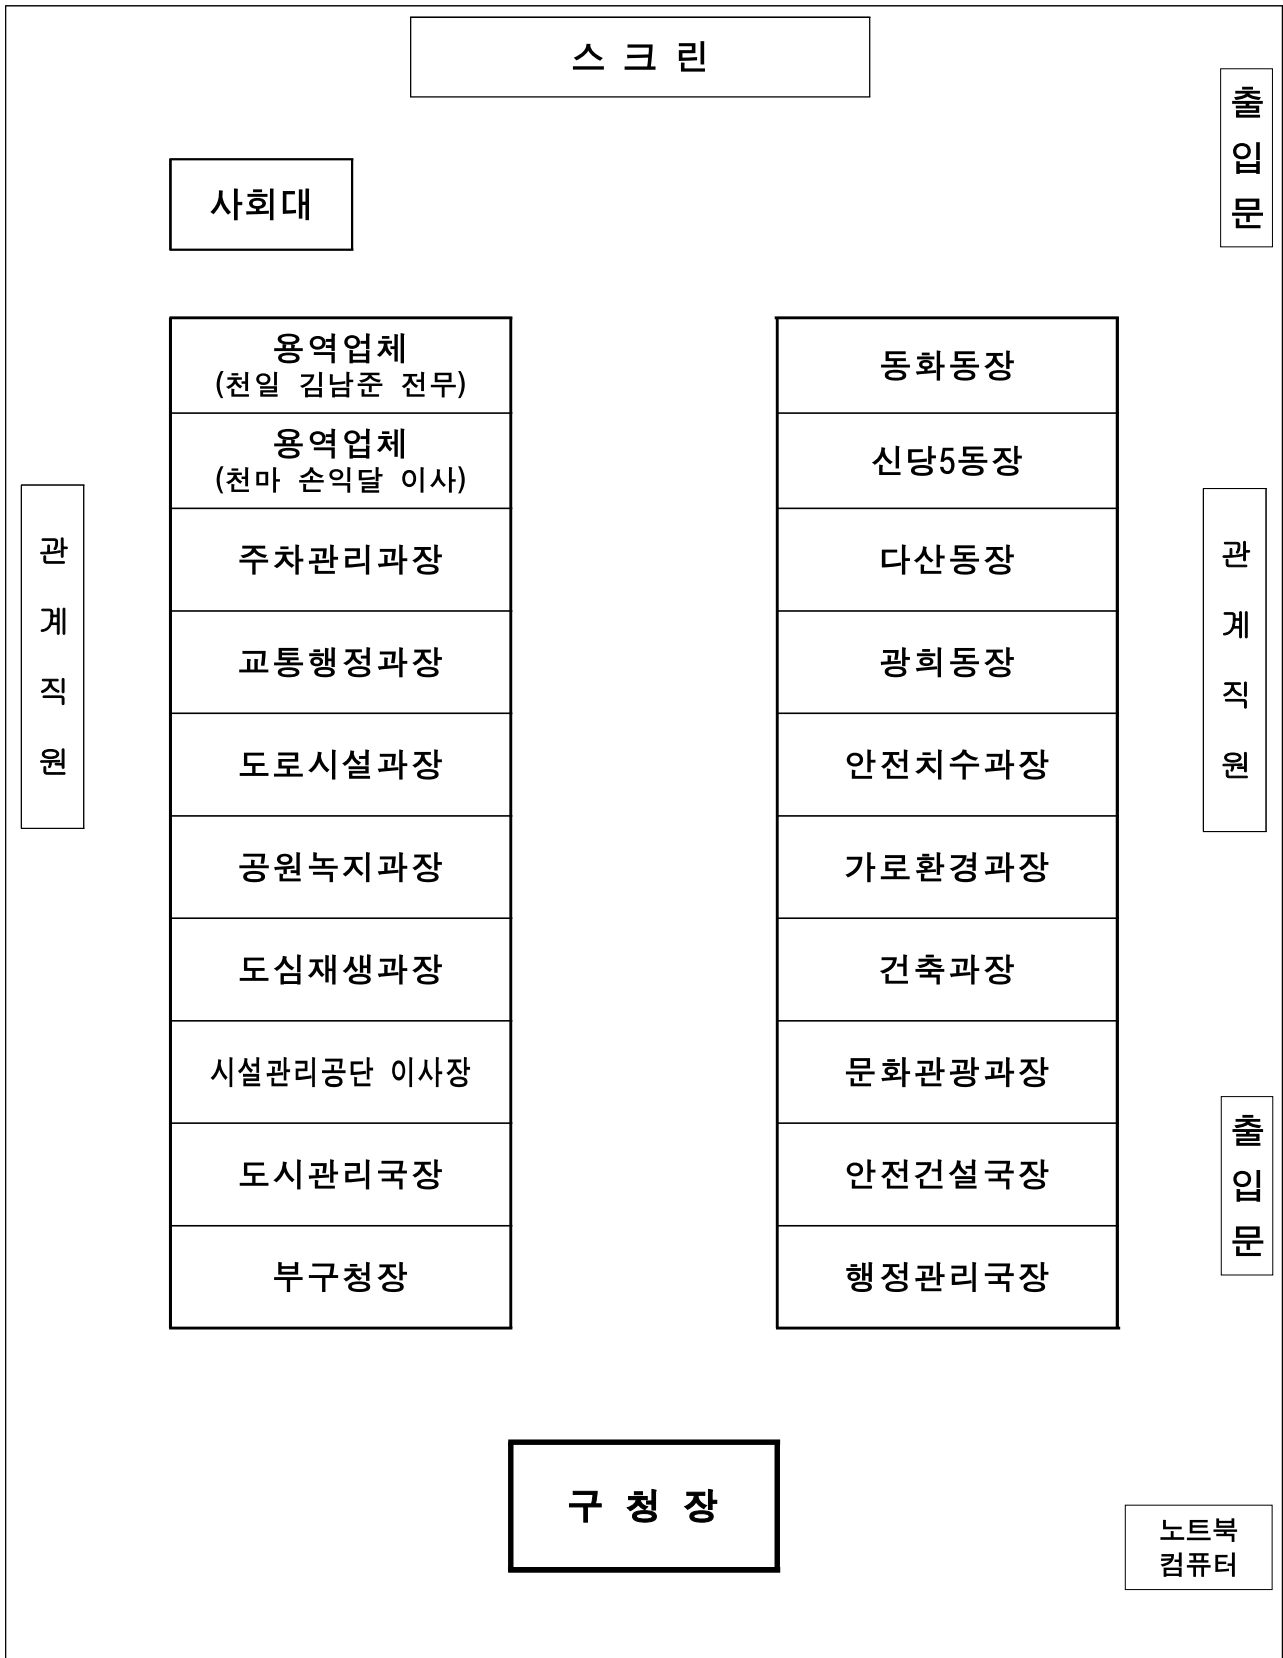 스 크 린
출
입
문
사회대
용역업체
(천일 김남준 전무)
용역업체
(천마 손익달 이사)
주차관리과장
교통행정과장
도로시설과장
공원녹지과장
도심재생과장
시설관리공단 이사장
도시관리국장
부구청장
동화동장
신당5동장
다산동장
광희동장
안전치수과장
가로환경과장
건축과장
문화관광과장
안전건설국장
행정관리국장
관
계
직
원
관
계
직
원
출
입
문
구 청 장
노트북
컴퓨터